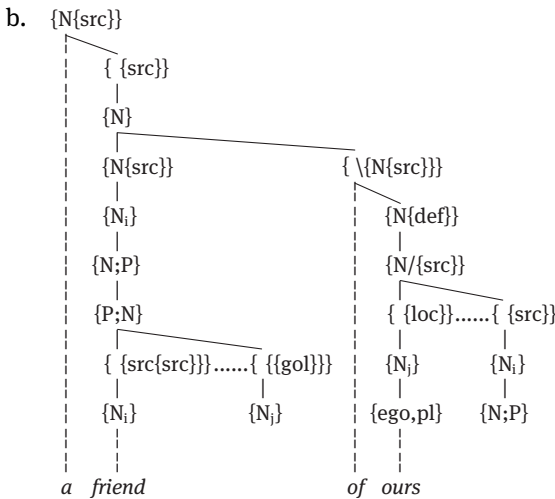 b. {N{src}}
{ {src}}
{N}
{N{src}} { \{N{src}}}
{Nᵢ} {N{def}}
{N;P} {N/{src}}
{P;N} { {loc}}......{ {src}}
{ {src{src}}}......{ {{gol}}} {Nⱼ} {Nᵢ}
{Nᵢ} {Nⱼ} {ego,pl} {N;P}
a friend of ours